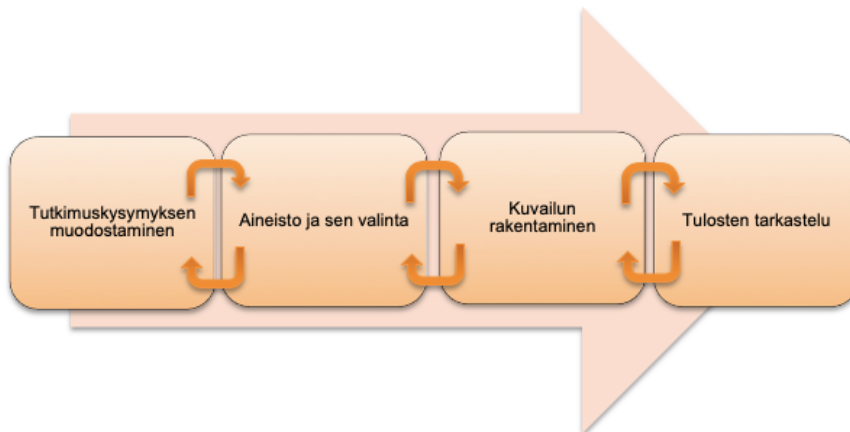 Tutkimuskysymyksen
muodostaminen
Aineisto ja sen valinta
Kuvailun
rakentaminen
Tulosten tarkastelu